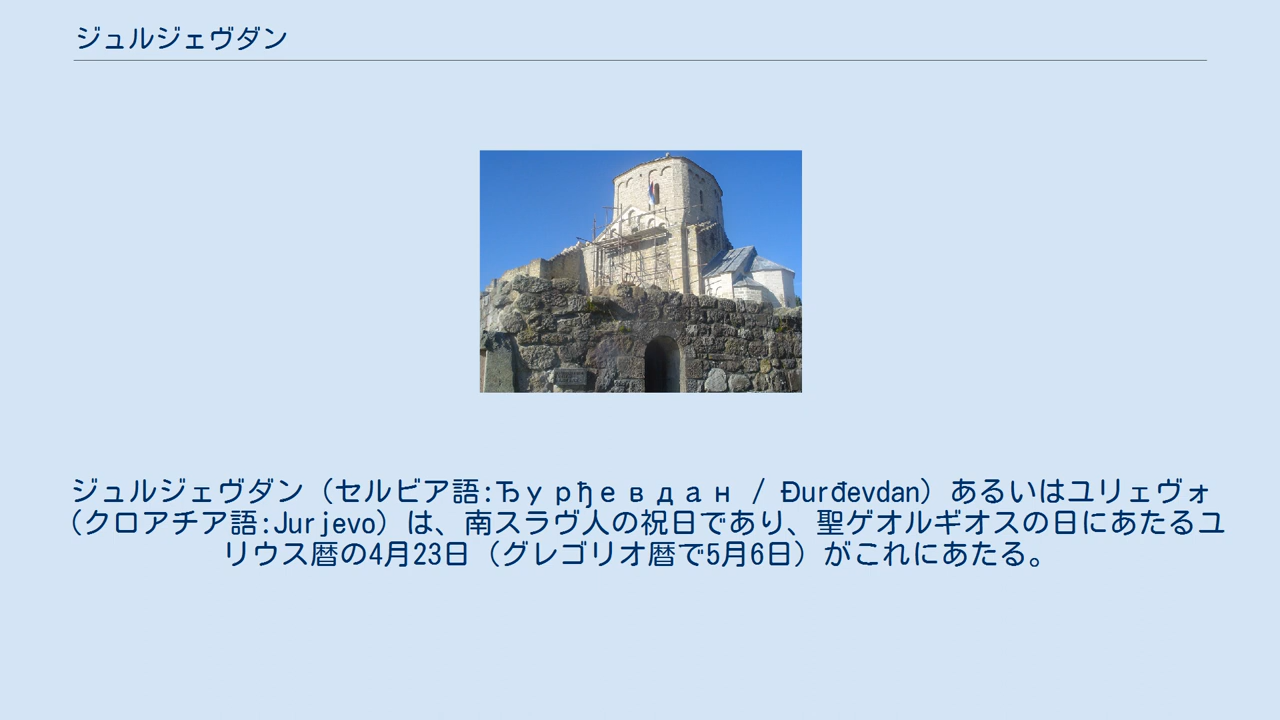 ジュルジェヴダン
ジュルジェヴダン（セルビア語:Ђурђевдан / Đurđevdan）あるいはユリェヴォ
（クロアチア語:Jurjevo）は、南スラヴ人の祝日であり、聖ゲオルギオスの日にあたるユ
リウス暦の4月23日（グレゴリオ暦で5月6日）がこれにあたる。